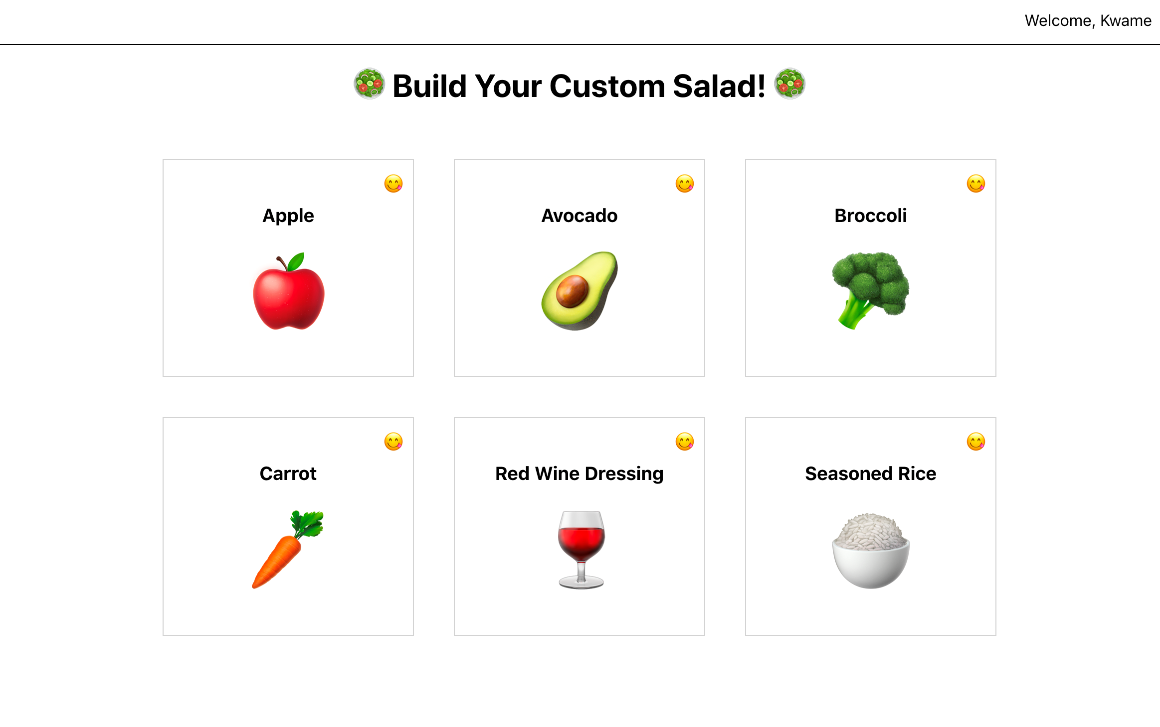 Welcome, Kwame
Build Your Custom Salad!
Apple
Avocado
Broccoli
Carrot
Red Wine Dressing
Seasoned Rice